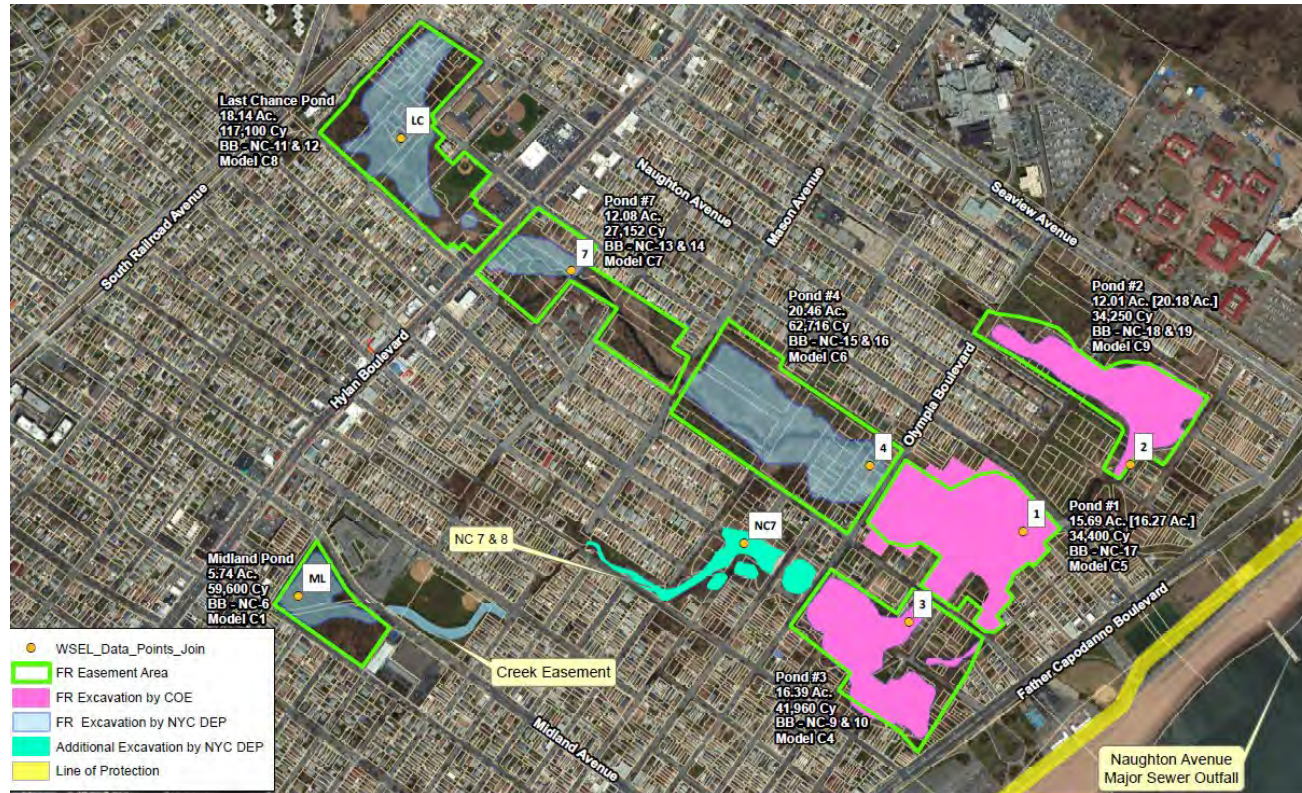 Last Chance Pond
18.14 Ac.
117,100 Cy
BB - NC-11 & 12
Model C8
LC
South Railroad Avenue
Naughton Avenue
Mason Avenue
Seaview Avenue
Pond #7
12.08 Ac.
27,152 Cy
BB - NC-13 & 14
Model C7
7
Hylan Boulevard
Pond #4
20.46 Ac.
62,716 Cy
BB - NC-15 & 16
Model C6
4
Olympia Boulevard
Pond #2
12.01 Ac. [20.18 Ac.]
34,250 Cy
BB - NC-18 & 19
Model C9
2
1
Pond #1
15.69 Ac. [16.27 Ac.]
34,400 Cy
BB - NC-17
Model C5
NC 7 & 8
NC7
Midland Pond
5.74 Ac.
59,600 Cy
BB - NC-6
Model C1
ML
Creek Easement
3
Pond #3
16.39 Ac.
41,960 Cy
BB - NC-9 & 10
Model C4
Father Capodanno Boulevard
Midland Avenue
Naughton Avenue
Major Sewer Outfall
WSEL_Data_Points_Join
FR Easement Area
FR Excavation by COE
FR Excavation by NYC DEP
Additional Excavation by NYC DEP
Line of Protection